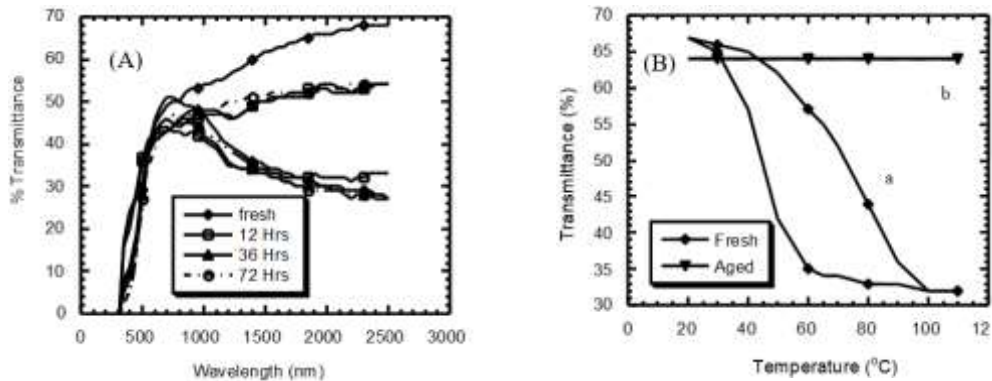 (A)
% Transmittance
70
60
50
40
30
20
10
0
fresh
12 Hrs
36 Hrs
72 Hrs
0 500 1000 1500 2000 2500 3000
Wavelength (nm)
(B)
Transmittance (%)
70
65
60
55
50
45
40
35
30
b
a
Fresh
Aged
0 20 40 60 80 100 12
Temperature (°C)